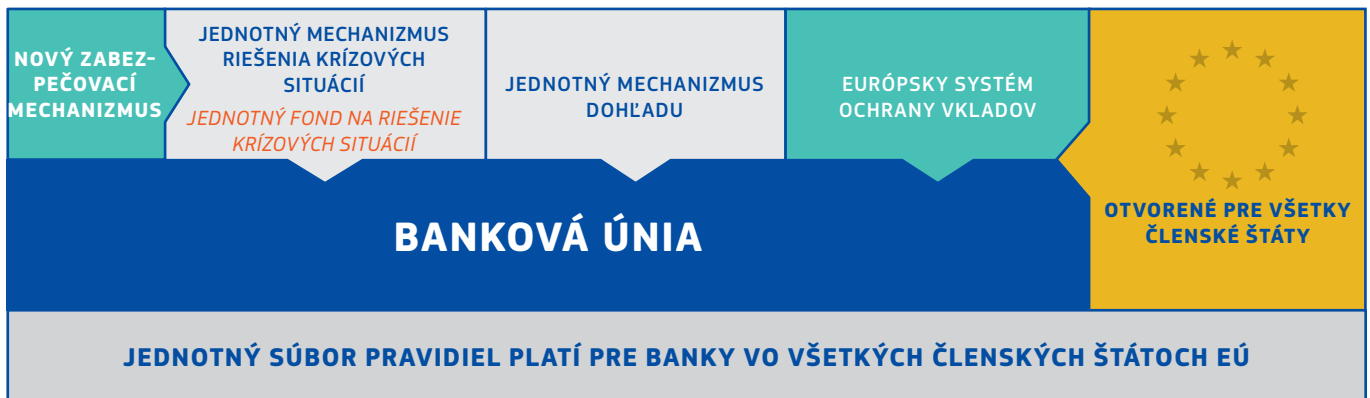 NOVÝ ZABEZ-
PEČOVACÍ
MECHANIZMUS
JEDNOTNÝ MECHANIZMUS
RIEŠENIA KRÍZOVÝCH
SITUÁCIÍ
JEDNOTNÝ FOND NA RIEŠENIE
KRÍZOVÝCH SITUÁCIÍ
JEDNOTNÝ MECHANIZMUS
DOHĽADU
EURÓPSKY SYSTÉM
OCHRANY VKLADOV
OTVORENÉ PRE VŠETKY
ČLENSKÉ ŠTÁTY
BANKOVÁ ÚNIA
JEDNOTNÝ SÚBOR PRAVIDIEL PLATÍ PRE BANKY VO VŠETKÝCH ČLENSKÝCH ŠTÁTOCH EÚ